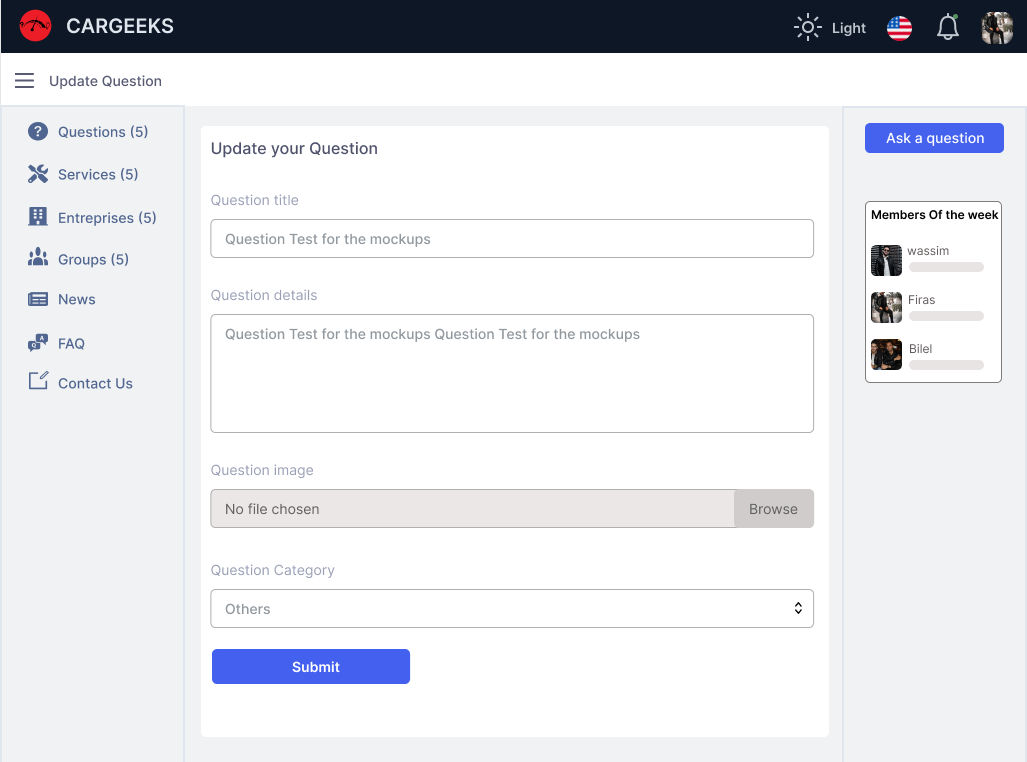 CARGEEKS
Light
Update Question
Questions (5)
Services (5)
Entreprises (5)
Groups (5)
News
FAQ
Contact Us
Update your Question
Question title
Question Test for the mockups
Question details
Question Test for the mockups Question Test for the mockups
Question image
No file chosen
Browse
Question Category
Others
Submit
Ask a question
Members Of the week
wassim
Firas
Bilel